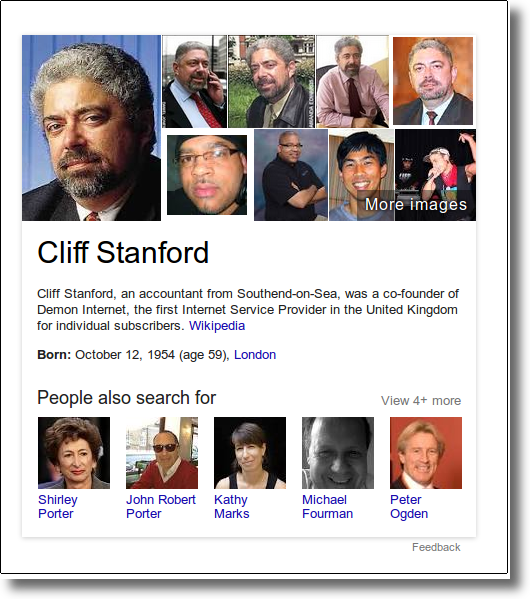 More images
Cliff Stanford
Cliff Stanford, an accountant from Southend-on-Sea, was a co-founder of
Demon Internet, the first Internet Service Provider in the United Kingdom
for individual subscribers. Wikipedia
Born: October 12, 1954 (age 59), London
People also search for
View 4+ more
Shirley
Porter
John Robert
Porter
Kathy
Marks
Michael
Fourman
Peter
Ogden
Feedback